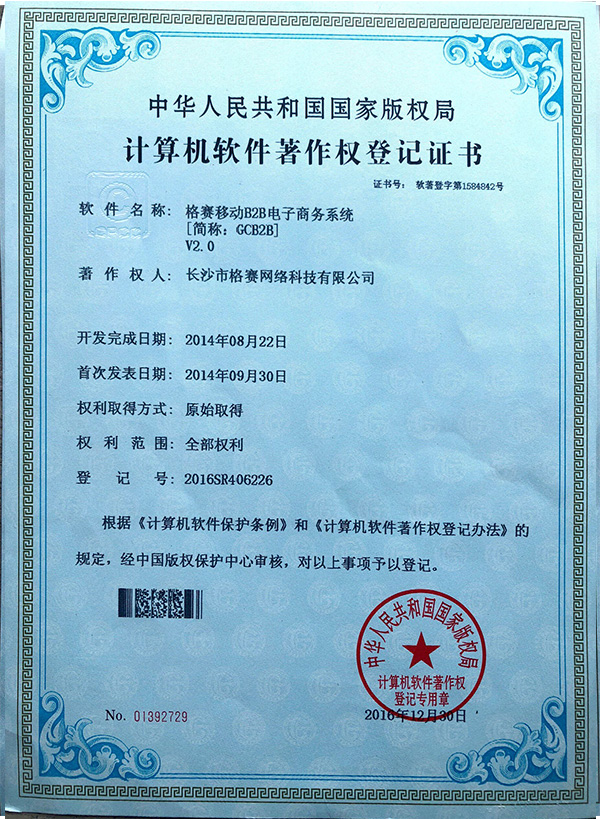 中华人民共和国国家版权局
计算机软件著作权登记证书
证书号： 软著登字第1584842号
软件名称： 格赛移动B2B电子商务系统
[简称：GCB2B]
V2.0
著作权人： 长沙市格赛网络科技有限公司
开发完成日期： 2014年08月22日
首次发表日期： 2014年09月30日
权利取得方式： 原始取得
权利范围： 全部权利
登记号： 2016SR406226
根据《计算机软件保护条例》和《计算机软件著作权登记办法》的
规定，经中国版权保护中心审核，对以上事项予以登记。
中华人民共和国国家版权局
计算机软件著作权
登记专用章
No. 01392729
2016年12月30日